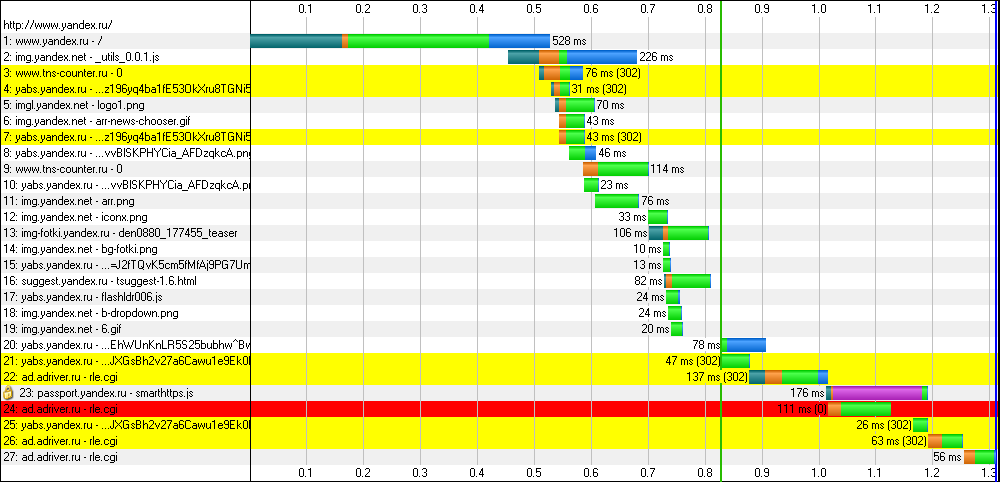 0.1 0.2 0.3 0.4 0.5 0.6 0.7 0.8 0.9 1.0 1.1 1.2 1.3
http://www.yandex.ru/
1: www.yandex.ru - / 528 ms
2: img.yandex.net - _utils_0.0.1.js 226 ms
3: www.tns-counter.ru - 0 76 ms (302)
4: yabs.yandex.ru - ...z196yq4ba1fE53OkXru8TGNi5 31 ms (302)
5: imgl.yandex.net - logo1.png 70 ms
6: img.yandex.net - arr-news-chooser.gif 43 ms
7: yabs.yandex.ru - ...z196yq4ba1fE53OkXru8TGNi5 43 ms (302)
8: yabs.yandex.ru - ...vvBISKPHYCia_AFDzqkcA.png 46 ms
9: www.tns-counter.ru - 0 114 ms
10: yabs.yandex.ru - ...vvBISKPHYCia_AFDzqkcA.pr 23 ms
11: img.yandex.net - arr.png 76 ms
12: img.yandex.net - iconx.png 33 ms
13: img-fotki.yandex.ru - den0880_177455_teaser 106 ms
14: img.yandex.net - bg-fotki.png 10 ms
15: yabs.yandex.ru - ...=J2fTQvK5cm5fMfAj9PG7Um 13 ms
16: suggest.yandex.ru - tsuggest-1.6.html 82 ms
17: yabs.yandex.ru - flashldr006.js 24 ms
18: img.yandex.net - b-dropdown.png 24 ms
19: img.yandex.net - 6.gif 20 ms
20: yabs.yandex.ru - ...EhWUnKnLR5S25bubhw^Bw 78 ms
21: yabs.yandex.ru - ...JXGsBh2v27a6Cawu1e9Ek0I 47 ms (302)
22: ad.adriver.ru - rle.cgi 137 ms (302)
23: passport.yandex.ru - smarthttps.js 176 ms
24: ad.adriver.ru - rle.cgi 111 ms (0)
25: yabs.yandex.ru - ...JXGsBh2v27a6Cawu1e9Ek0I 26 ms (302)
26: ad.adriver.ru - rle.cgi 63 ms (302)
27: ad.adriver.ru - rle.cgi 56 ms
0.1 0.2 0.3 0.4 0.5 0.6 0.7 0.8 0.9 1.0 1.1 1.2 1.3